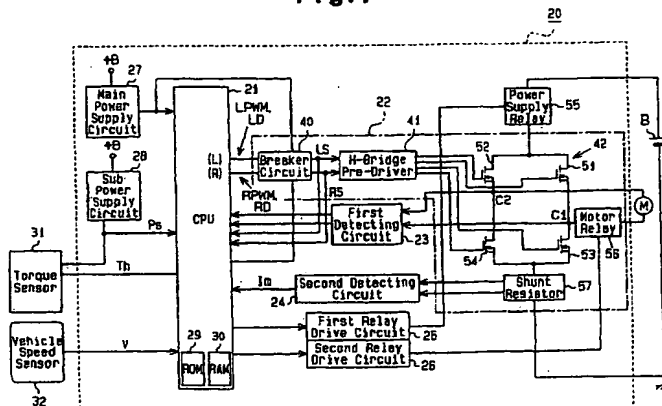 20
+B
27
Main
Power
Supply
Circuit
+B
28
Sub
Power
Supply
Circuit
21
LPWM,
LD
(L)
(R)
RPWM,
RD
CPU
40
Breaker
Circuit
LS
RS
22
41
H-Bridge
Pre-Driver
Power
Supply
Relay
55
B
42
52
51
C2
C1
M
Motor
Relay
56
54
53
First
Detecting
Circuit
23
Ps
31
Torque
Sensor
Th
Im
Second Detecting
Circuit
24
Shunt
Resistor
57
First Relay
Drive Circuit
25
Second Relay
Drive Circuit
26
Vehicle
Speed
Sensor
32
V
29
ROM
30
RAM